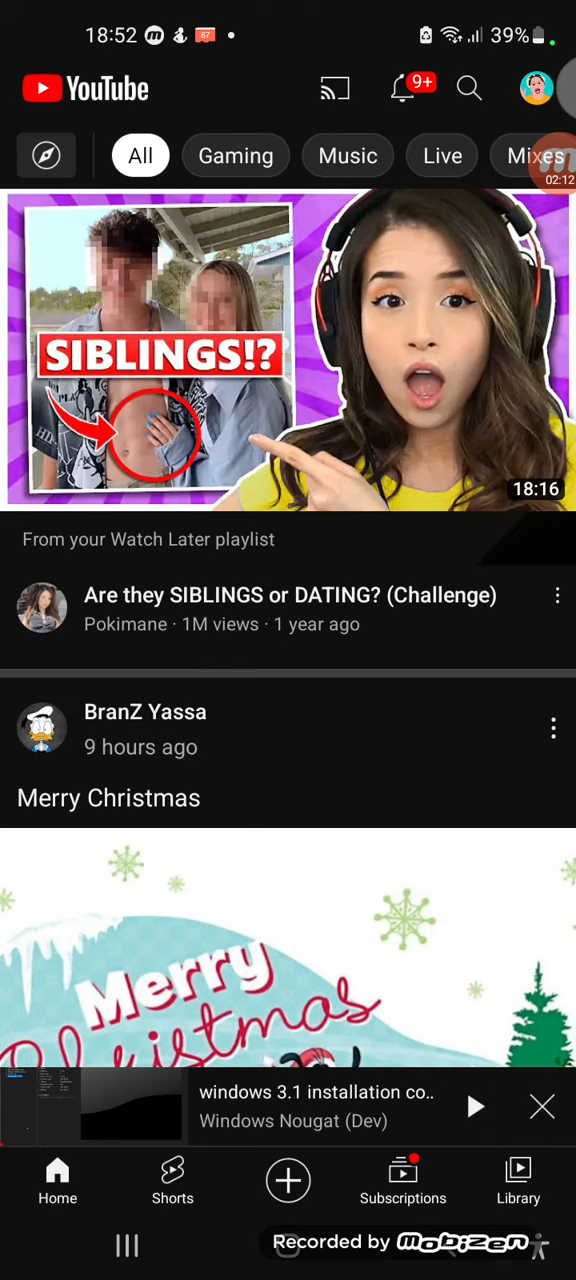 18:52
87
39%
YouTube
9+
All
Gaming
Music
Live
Mixes
02:12
SIBLINGS!?
18:16
From your Watch Later playlist
Are they SIBLINGS or DATING? (Challenge)
Pokimane · 1M views · 1 year ago
BranZ Yassa
9 hours ago
Merry Christmas
Merry
Christmas
windows 3.1 installation co..
Windows Nougat (Dev)
Home
Shorts
Subscriptions
Library
Recorded by mobizen